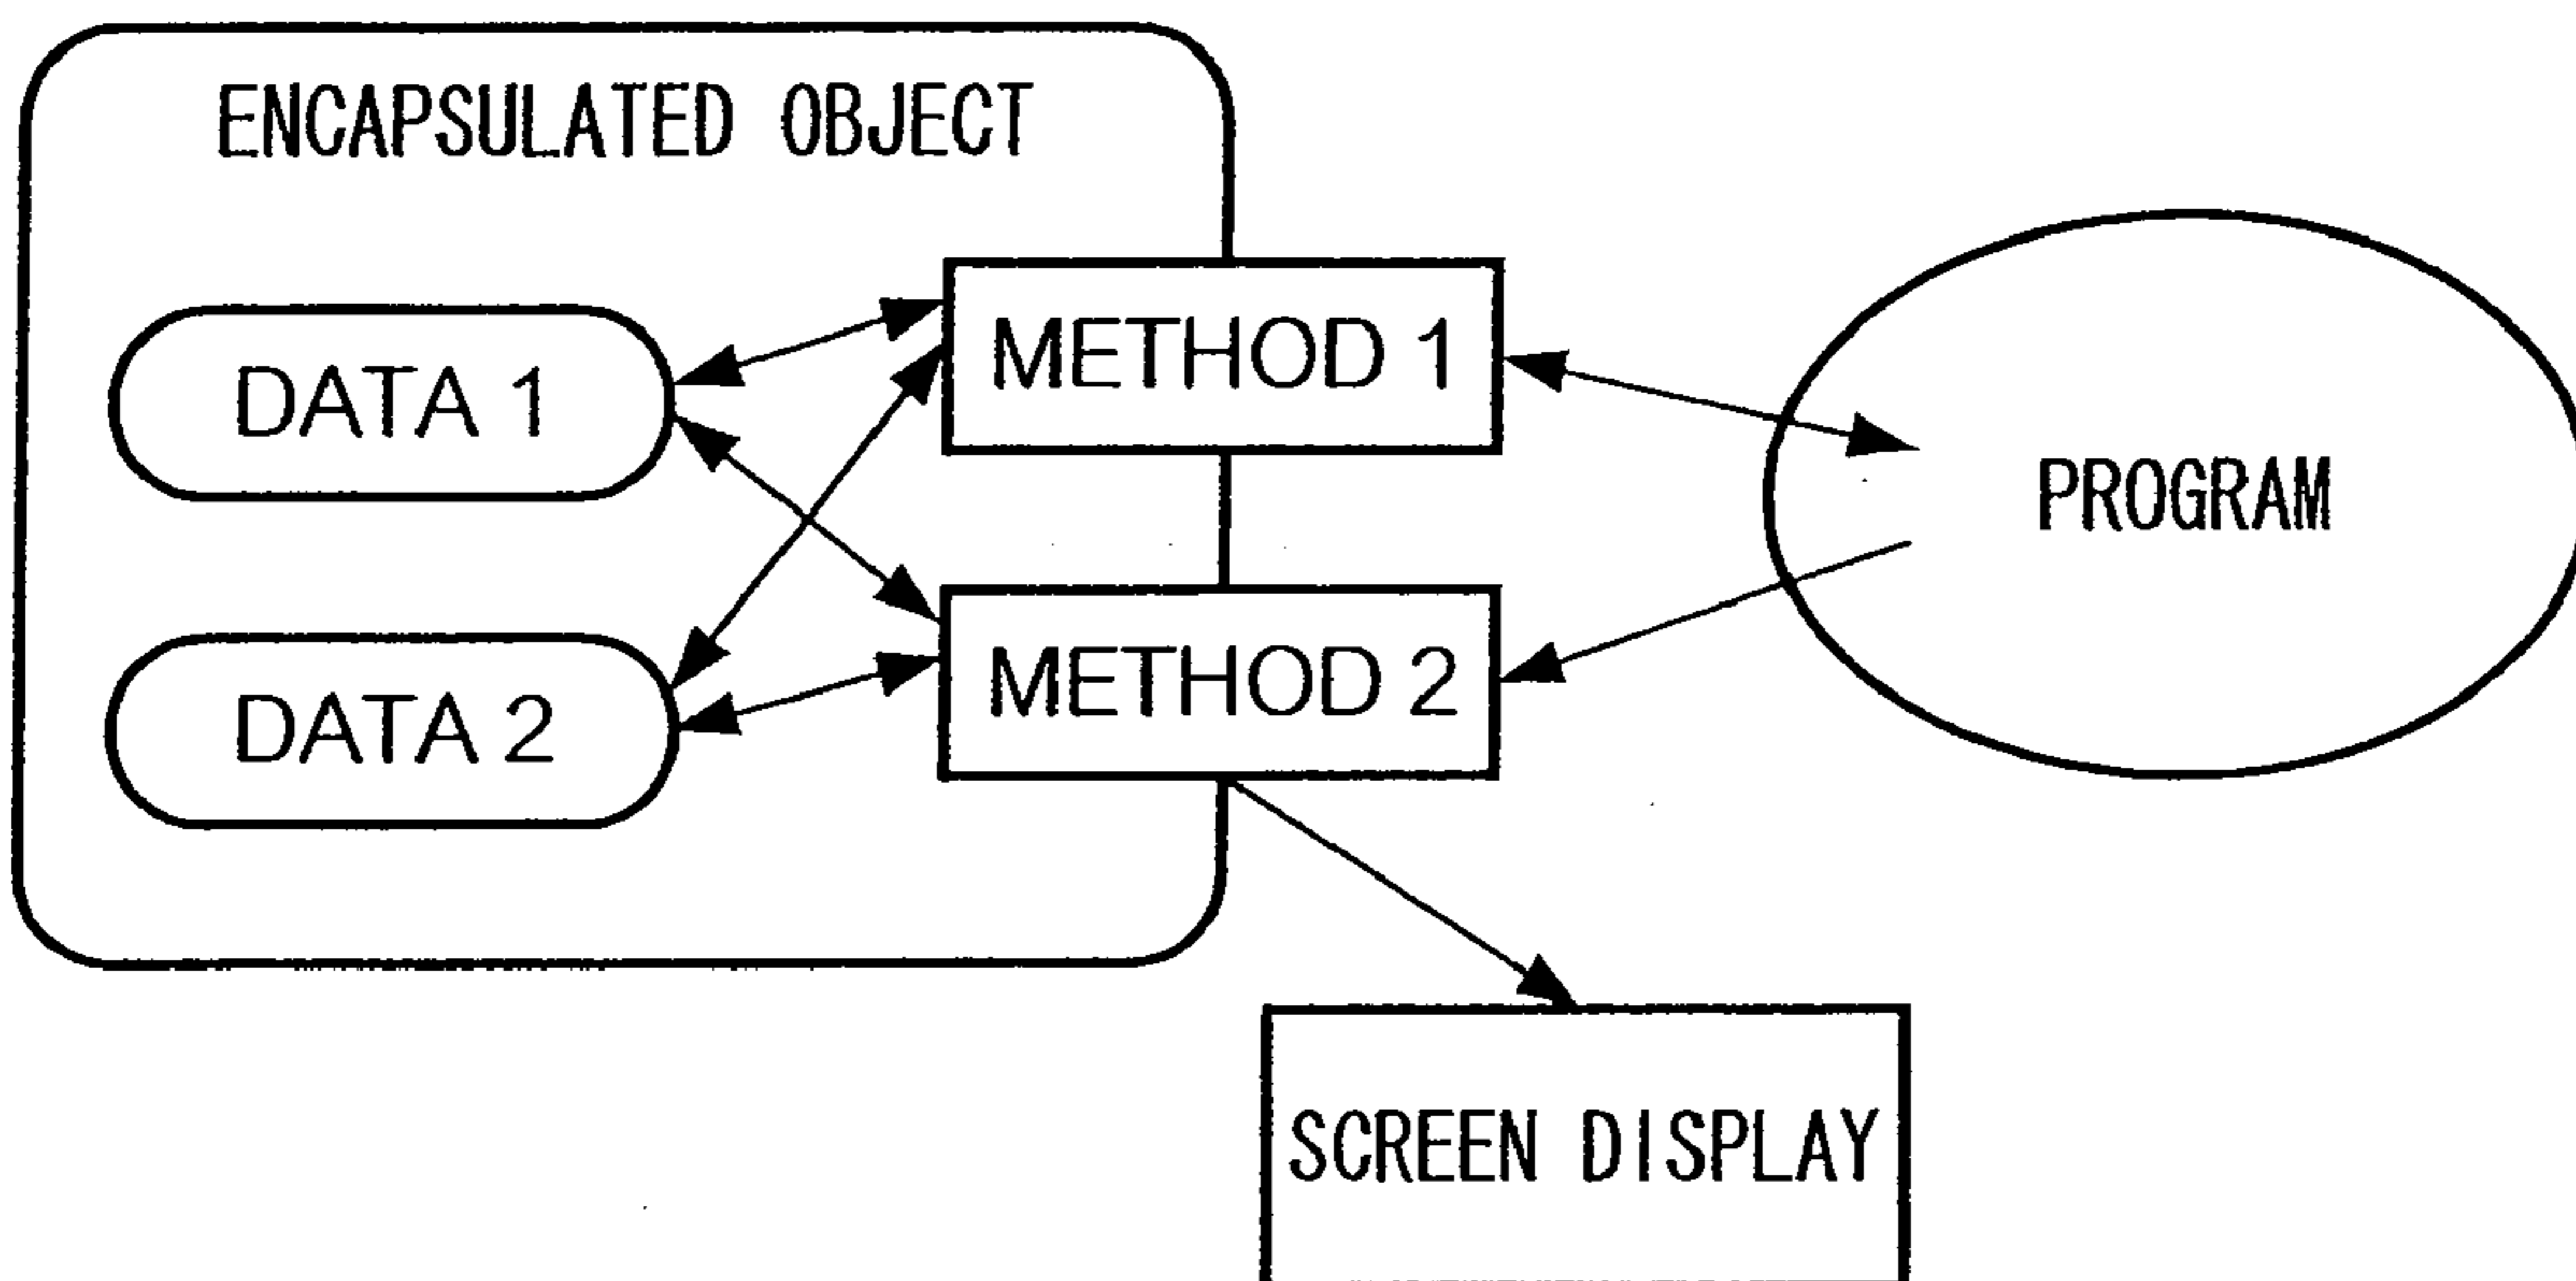 ENCAPSULATED OBJECT
DATA 1
METHOD 1
PROGRAM
DATA 2
METHOD 2
SCREEN DISPLAY